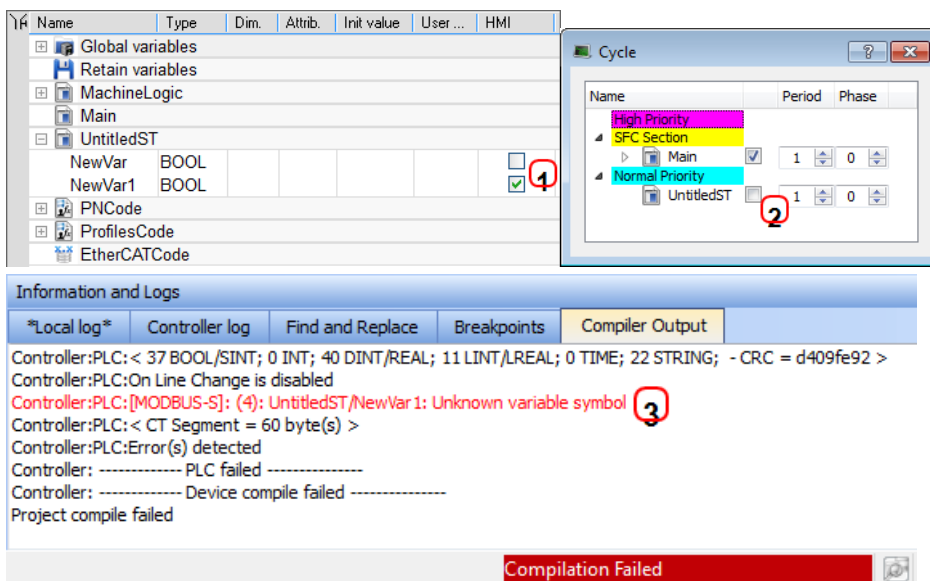 Name Type Dim. Attrib. Init value User ... HMI
Global variables
Retain variables
MachineLogic
Main
UntitledST
NewVar BOOL
NewVar1 BOOL
1
PNCode
ProfilesCode
EtherCATCode
Cycle
Name Period Phase
High Priority
SFC Section
Main 1 0
Normal Priority
UntitledST 1 0
2
Information and Logs
*Local log* Controller log Find and Replace Breakpoints Compiler Output
Controller:PLC:< 37 BOOL/SINT; 0 INT; 40 DINT/REAL; 11 LINT/LREAL; 0 TIME; 22 STRING; - CRC = d409fe92 >
Controller:PLC:On Line Change is disabled
Controller:PLC:[MODBUS-S]: (4): UntitledST/NewVar1: Unknown variable symbol
3
Controller:PLC:< CT Segment = 60 byte(s) >
Controller:PLC:Error(s) detected
Controller: ------------- PLC failed ---------------
Controller: ------------- Device compile failed ---------------
Project compile failed
Compilation Failed